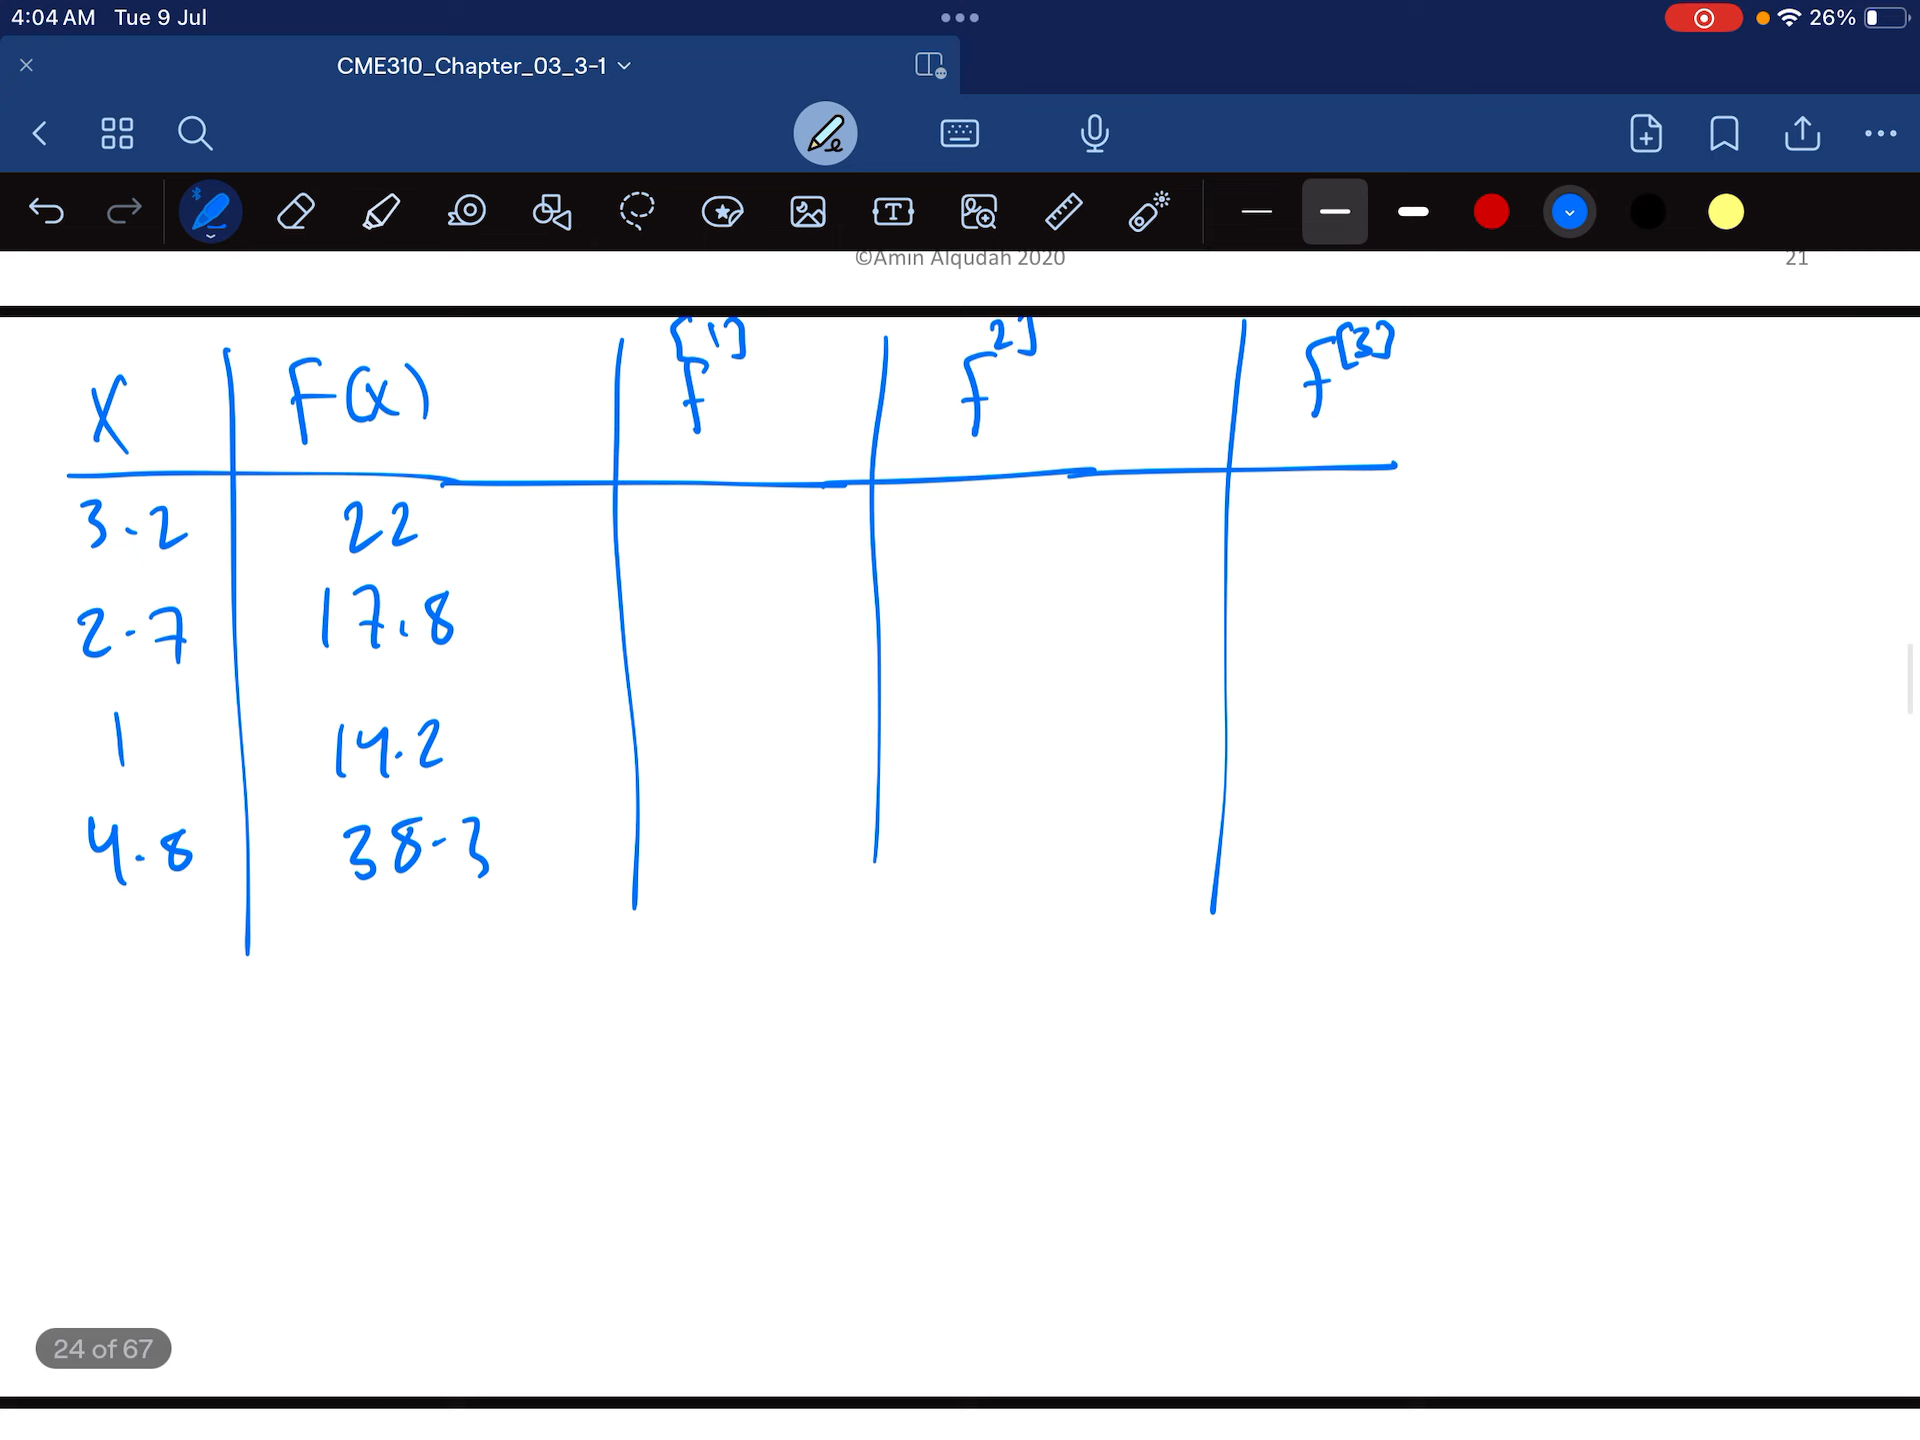 4:04 AM Tue 9 Jul
26%
CME310_Chapter_03_3-1
©Amin Alqudah 2020
21
X F(x) f[1] f2] f[3]
3.2 22
2.7 17.8
1 14.2
4.8 38.3
24 of 67